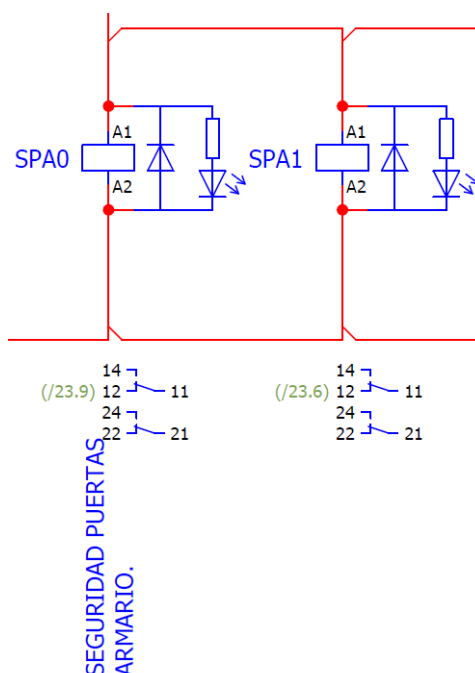 A1
SPA0
A2
A1
SPA1
A2
14
(/23.9) 12 11
24
22 21
14
(/23.6) 12 11
24
22 21
SEGURIDAD PUERTAS
ARMARIO.